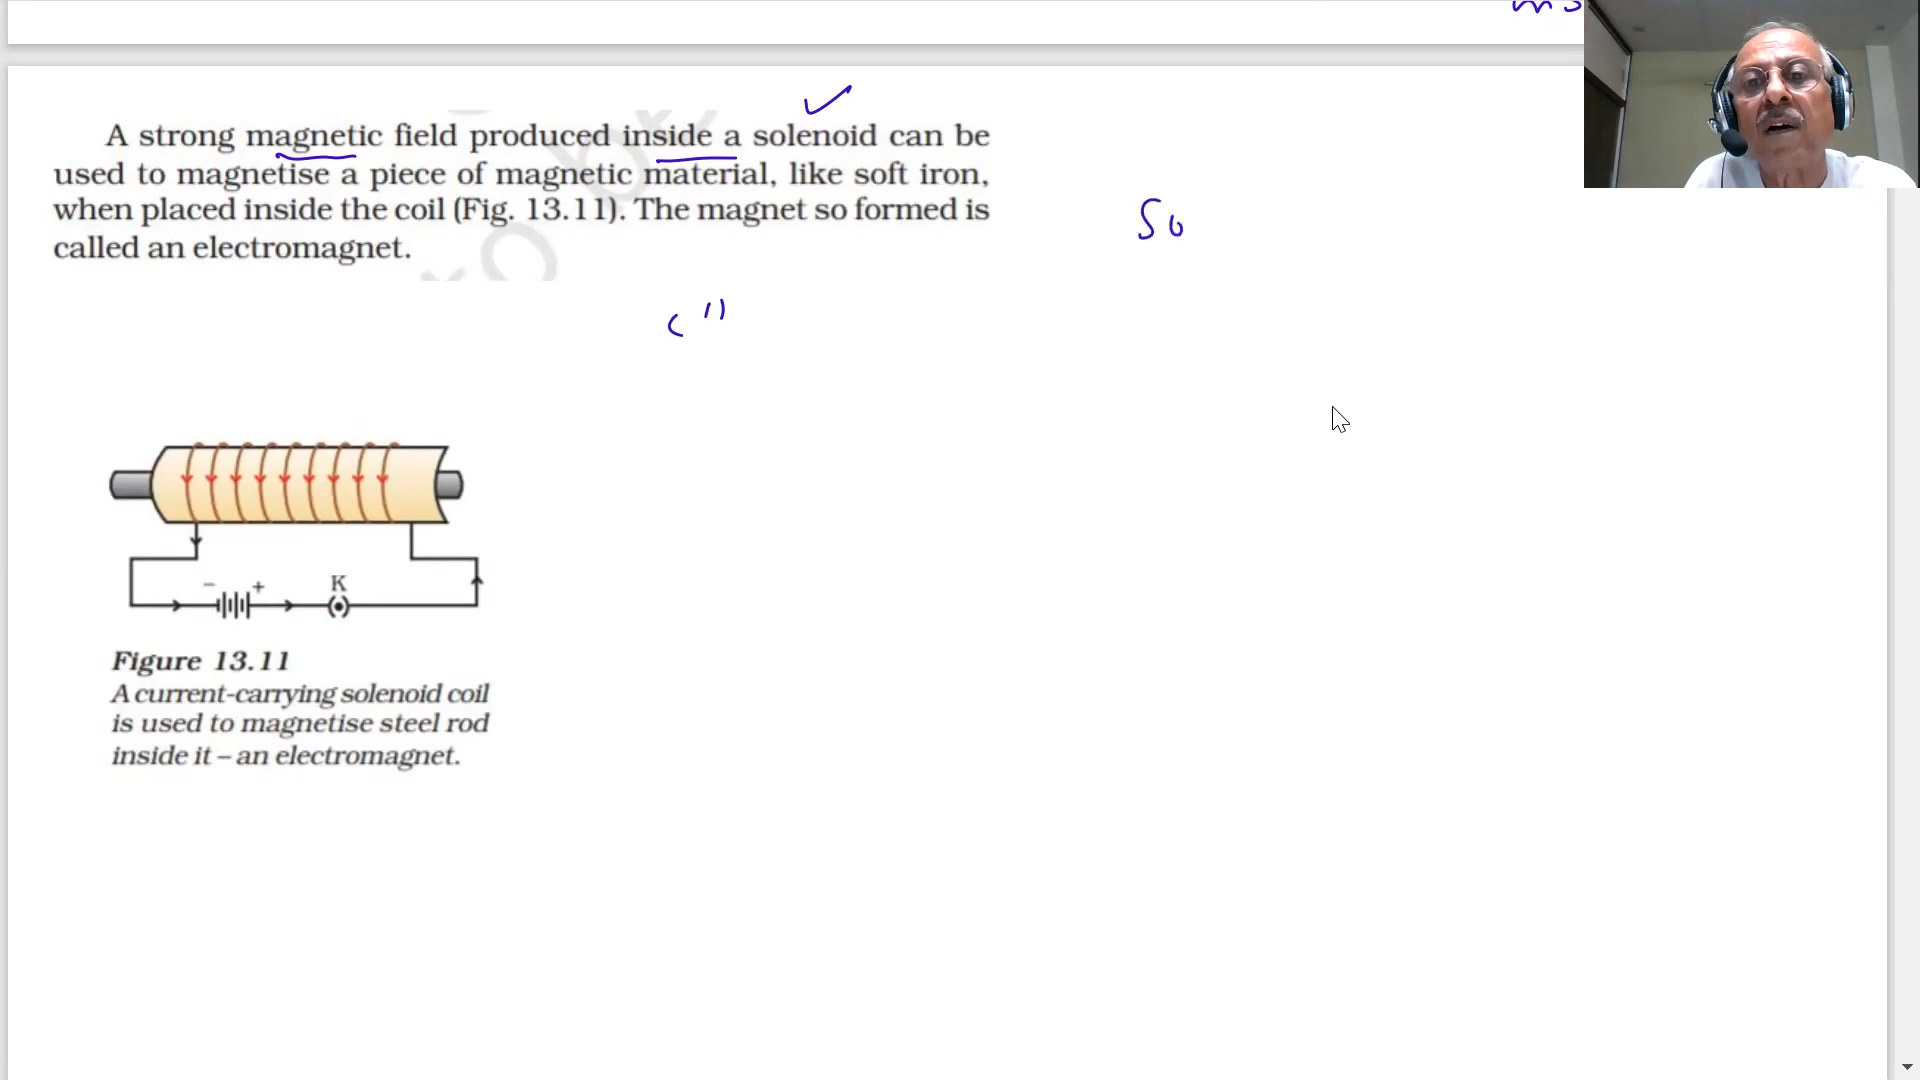 A strong magnetic field produced inside a solenoid can be
used to magnetise a piece of magnetic material, like soft iron,
when placed inside the coil (Fig. 13.11). The magnet so formed is
called an electromagnet.
So
− +
K
Figure 13.11
A current-carrying solenoid coil
is used to magnetise steel rod
inside it – an electromagnet.